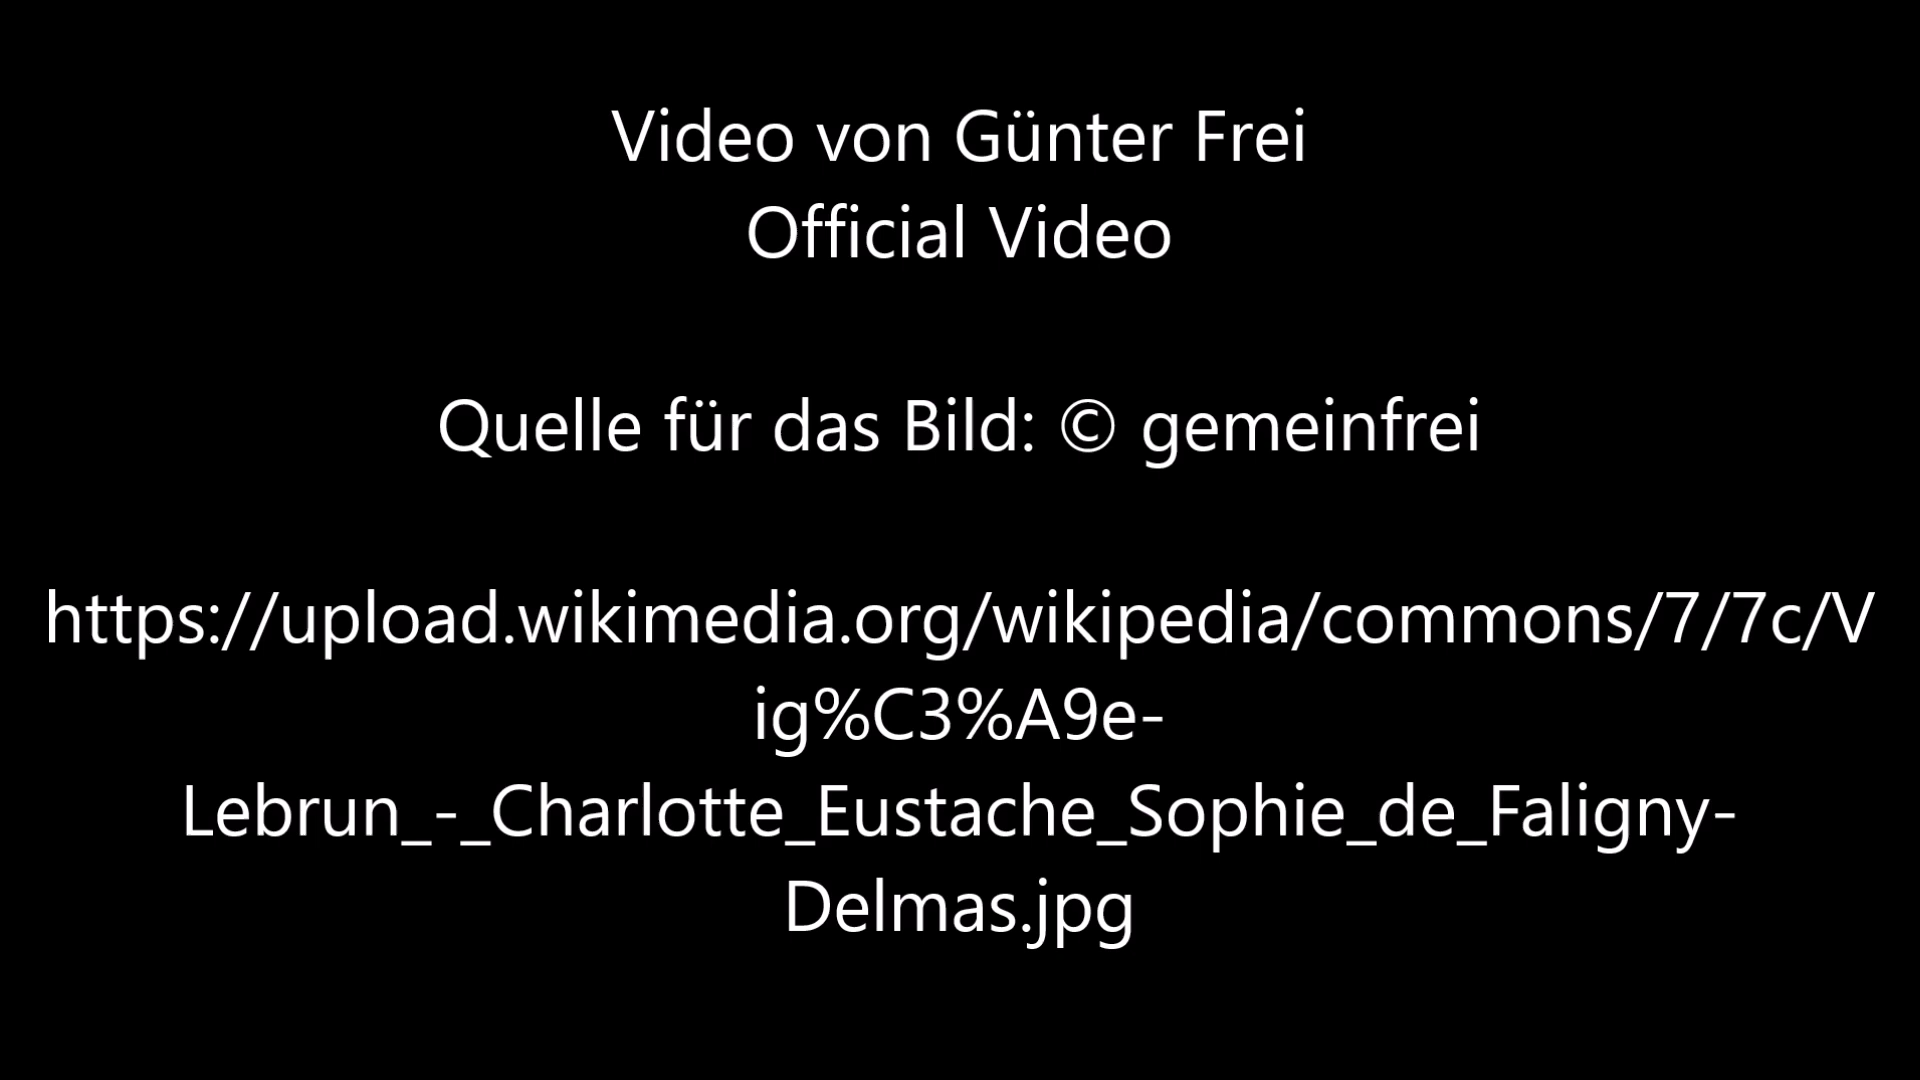 Video von Günter Frei
Official Video
Quelle für das Bild: © gemeinfrei
https://upload.wikimedia.org/wikipedia/commons/7/7c/V
ig%C3%A9e-
Lebrun_-_Charlotte_Eustache_Sophie_de_Faligny-
Delmas.jpg